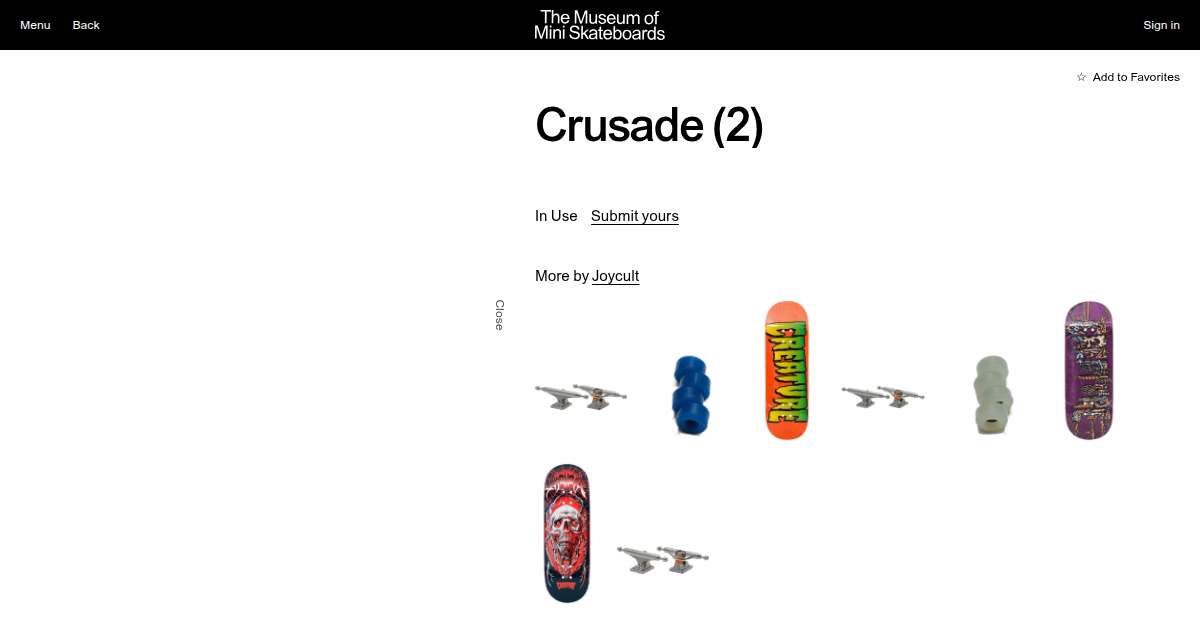 Menu
Back
The Museum of
Mini Skateboards
Sign in
☆ Add to Favorites
Crusade (2)
In Use Submit yours
More by Joycult
Close
CREATURE